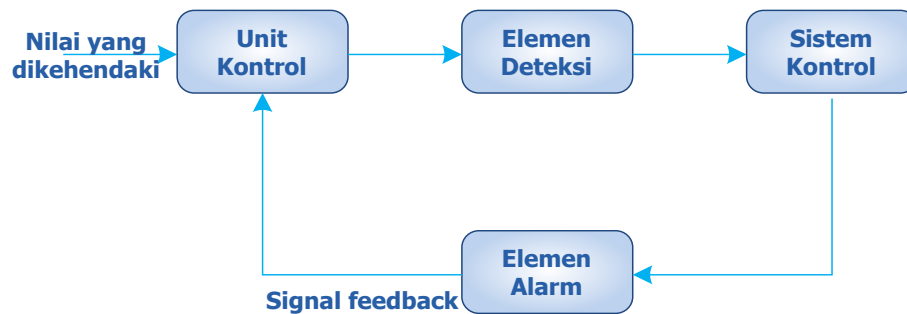 Nilai yang
dikehendaki
Unit
Kontrol
Elemen
Deteksi
Sistem
Kontrol
Elemen
Alarm
Signal feedback